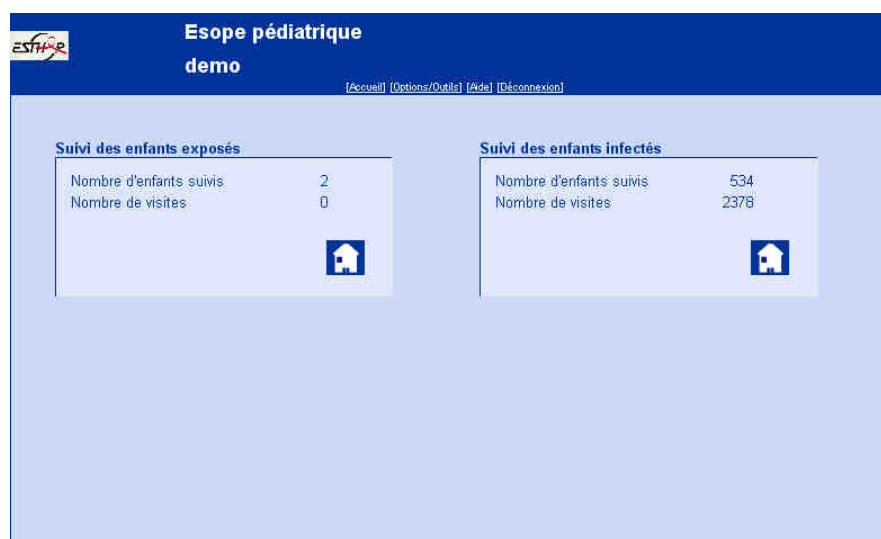 ESTHER
Esope pédiatrique
demo
[Accueil] [Options/Outils] [Aide] [Déconnexion]
Suivi des enfants exposés
Nombre d'enfants suivis 2
Nombre de visites 0
Suivi des enfants infectés
Nombre d'enfants suivis 534
Nombre de visites 2378